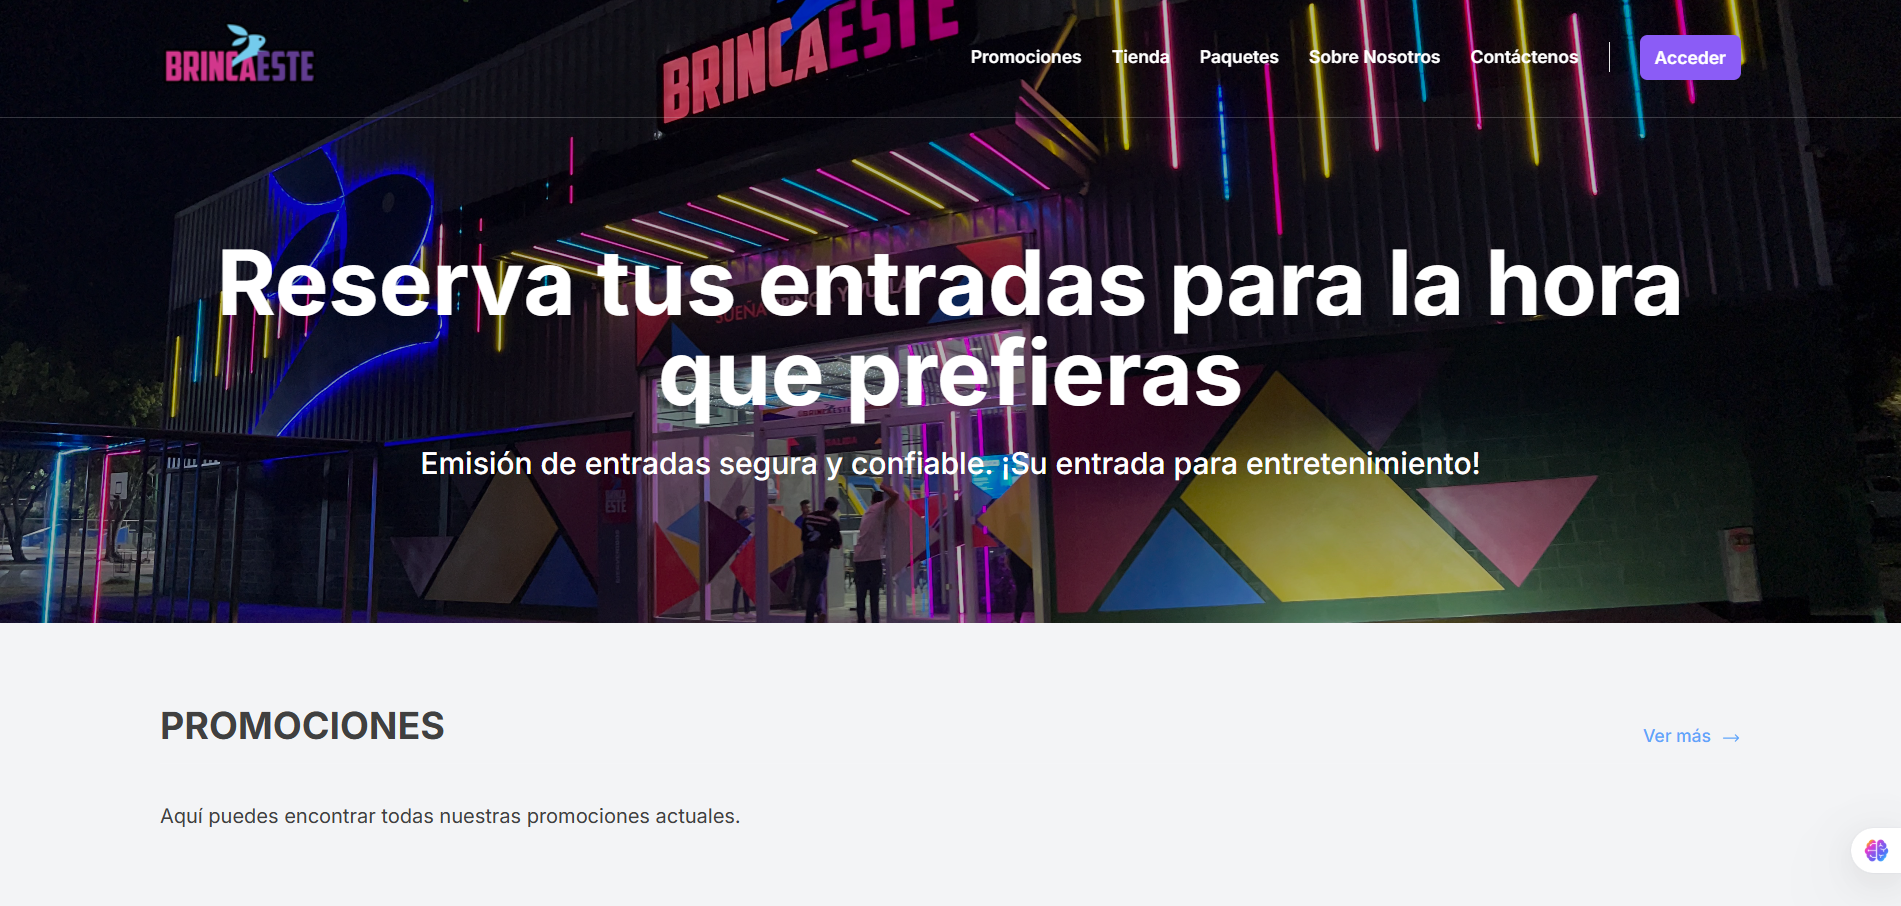 BRINCAESTE
BRINCAESTE
Promociones Tienda Paquetes Sobre Nosotros Contáctenos Acceder
Reserva tus entradas para la hora
que prefieras
Emisión de entradas segura y confiable. ¡Su entrada para entretenimiento!
PROMOCIONES
Ver más →
Aquí puedes encontrar todas nuestras promociones actuales.